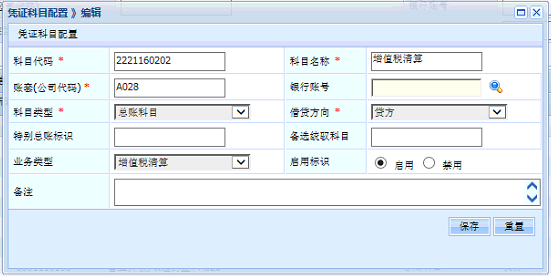 凭证科目配置 》编辑
凭证科目配置
科目代码 * 2221160202 科目名称 * 增值税清算
账套(公司代码) * A028 银行账号
科目类型 * 总账科目 借贷方向 * 贷方
特别总账标识 备选统驭科目
业务类型 增值税清算 启用标识 启用 禁用
备注
保存 重置